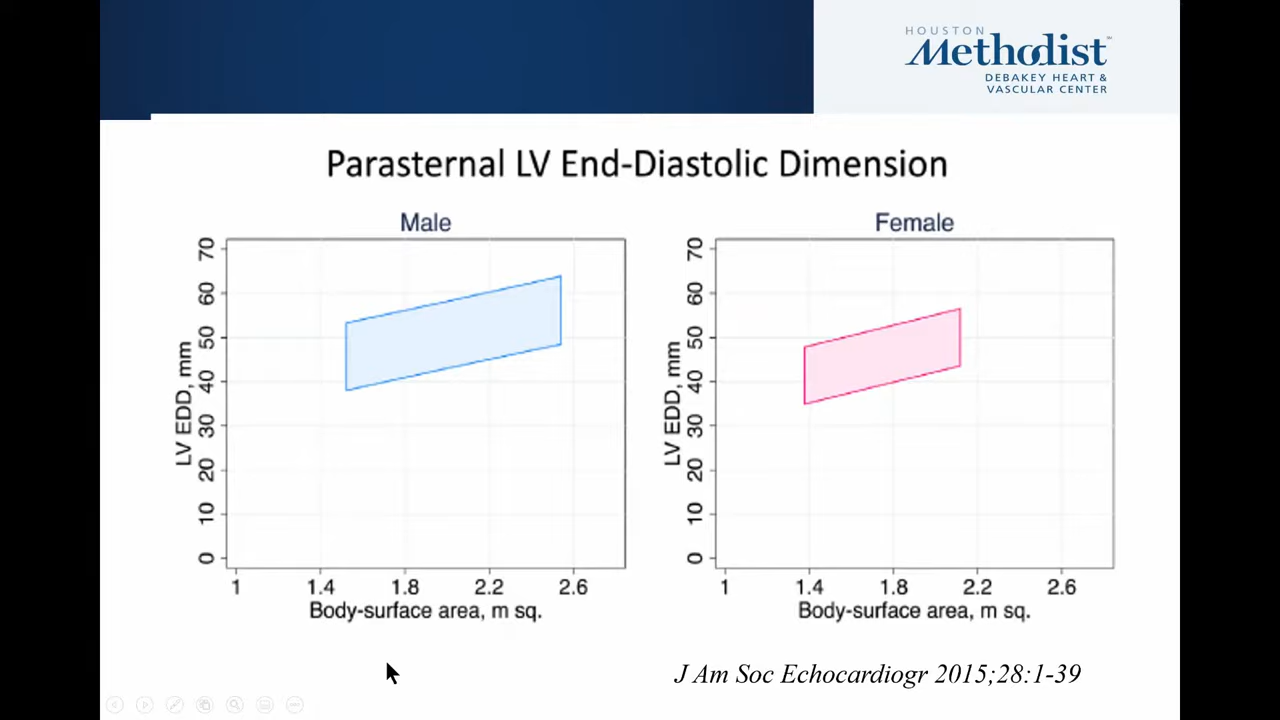 HOUSTON
Methodist
DEBAKEY HEART &
VASCULAR CENTER
Parasternal LV End-Diastolic Dimension
Male
LV EDD, mm
70
60
50
40
30
20
10
0
1 1.4 1.8 2.2 2.6
Body-surface area, m sq.
Female
LV EDD, mm
70
60
50
40
30
20
10
0
1 1.4 1.8 2.2 2.6
Body-surface area, m sq.
J Am Soc Echocardiogr 2015;28:1-39